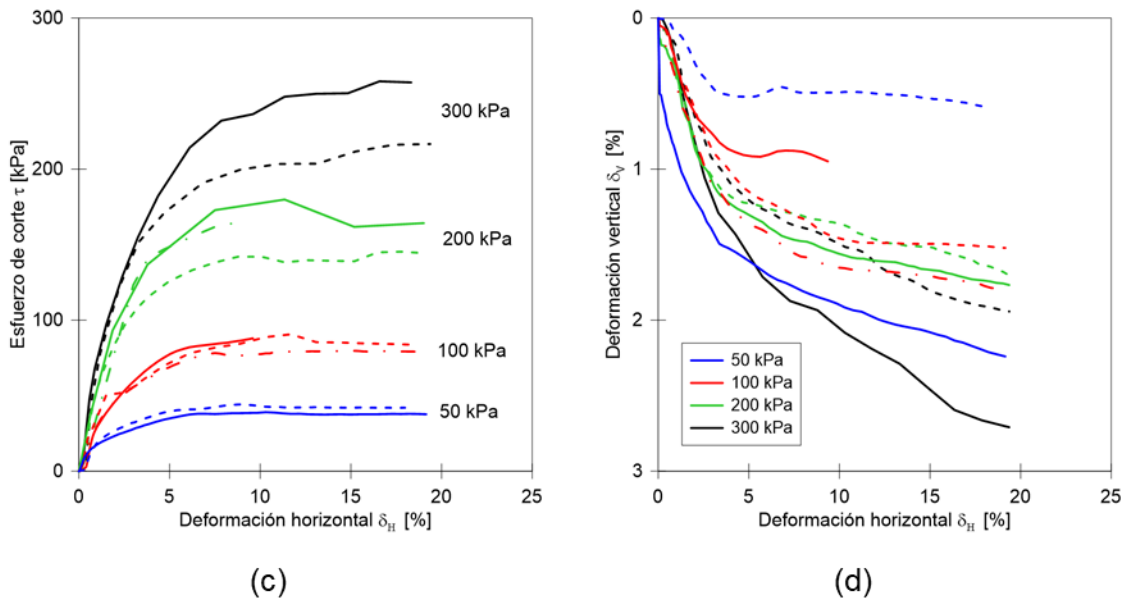 300
200
100
0
Esfuerzo de corte τ [kPa]
300 kPa
200 kPa
100 kPa
50 kPa
0 5 10 15 20 25
Deformación horizontal δH [%]
(c)
0
1
2
3
Deformación vertical δV [%]
50 kPa
100 kPa
200 kPa
300 kPa
0 5 10 15 20 25
Deformación horizontal δH [%]
(d)